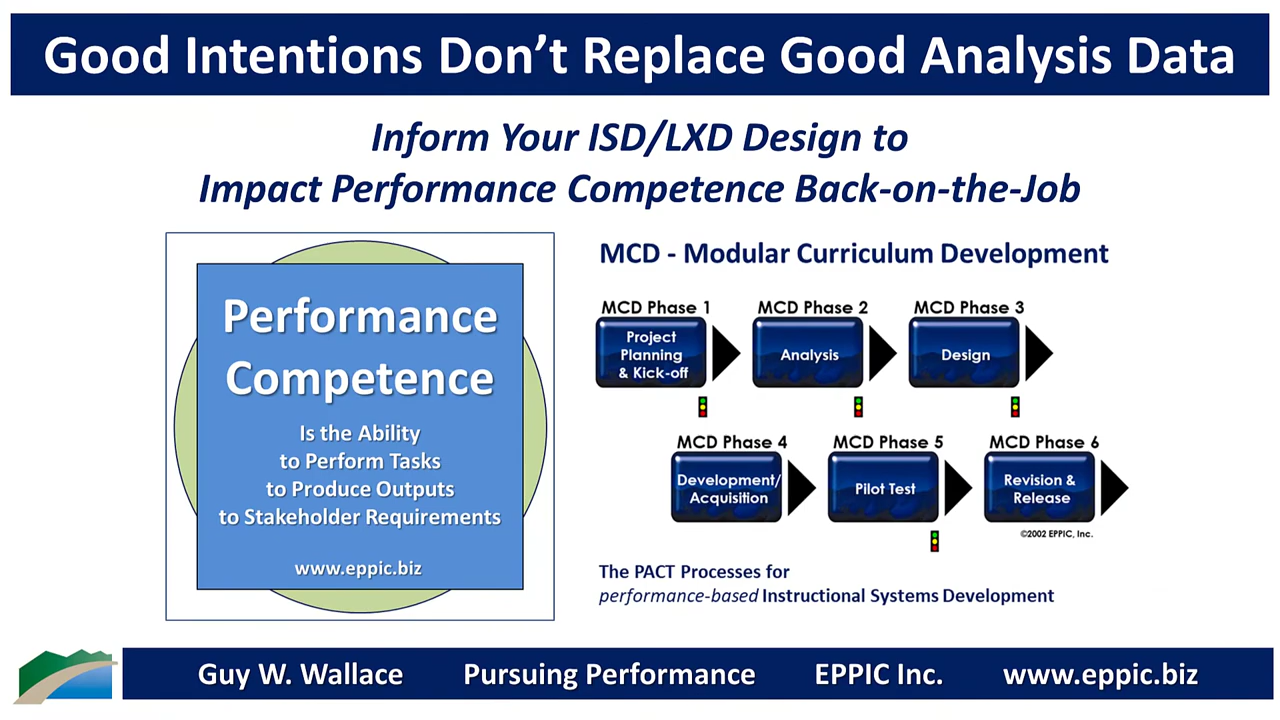 Good Intentions Don’t Replace Good Analysis Data
Inform Your ISD/LXD Design to
Impact Performance Competence Back-on-the-Job
Performance
Competence
Is the Ability
to Perform Tasks
to Produce Outputs
to Stakeholder Requirements
www.eppic.biz
MCD - Modular Curriculum Development
MCD Phase 1
Project
Planning
& Kick-off
MCD Phase 2
Analysis
MCD Phase 3
Design
MCD Phase 4
Development/
Acquisition
MCD Phase 5
Pilot Test
MCD Phase 6
Revision &
Release
©2002 EPPIC, Inc.
The PACT Processes for
performance-based Instructional Systems Development
Guy W. Wallace Pursuing Performance EPPIC Inc. www.eppic.biz